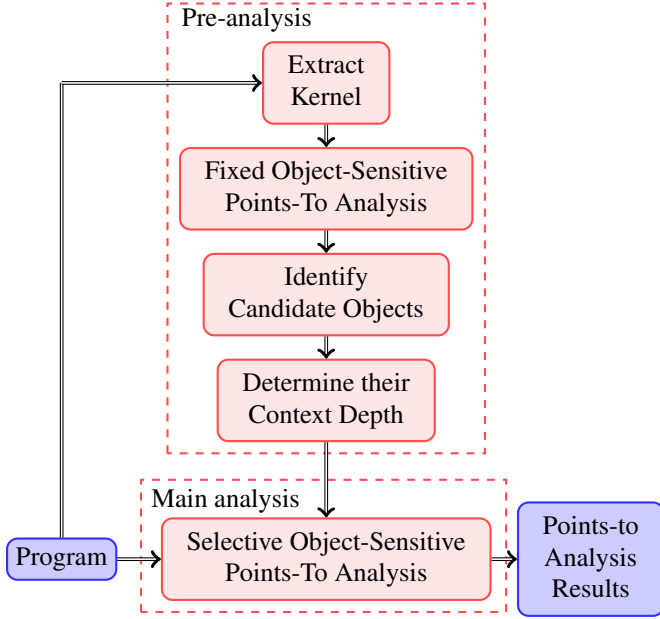 Pre-analysis
Extract
Kernel
Fixed Object-Sensitive
Points-To Analysis
Identify
Candidate Objects
Determine their
Context Depth
Main analysis
Program
Selective Object-Sensitive
Points-To Analysis
Points-to
Analysis
Results